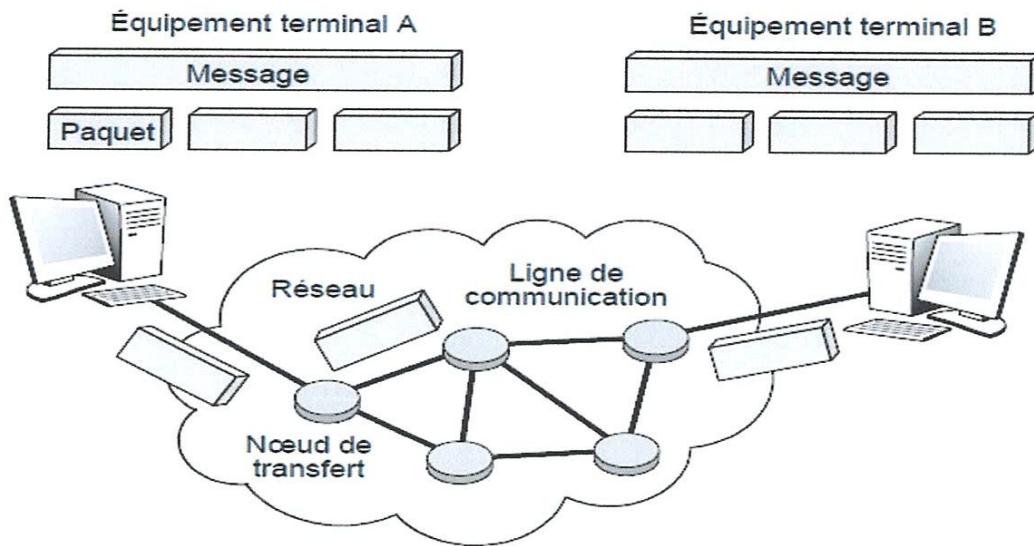 Équipement terminal A
Équipement terminal B
Message
Message
Paquet
Réseau
Ligne de
communication
Nœud de
transfert